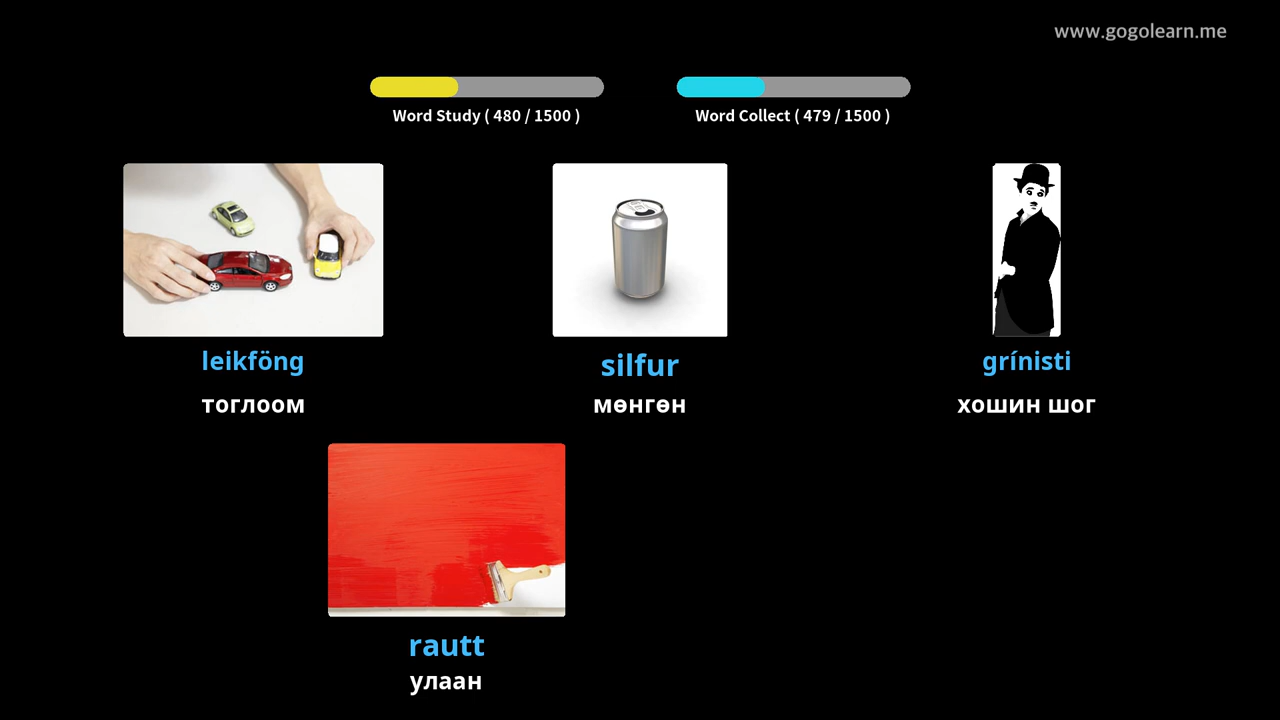 www.gogolearn.me
Word Study ( 480 / 1500 )
Word Collect ( 479 / 1500 )
leikföng
silfur
grínisti
тоглоом
мөнгөн
хошин шог
rautt
улаан